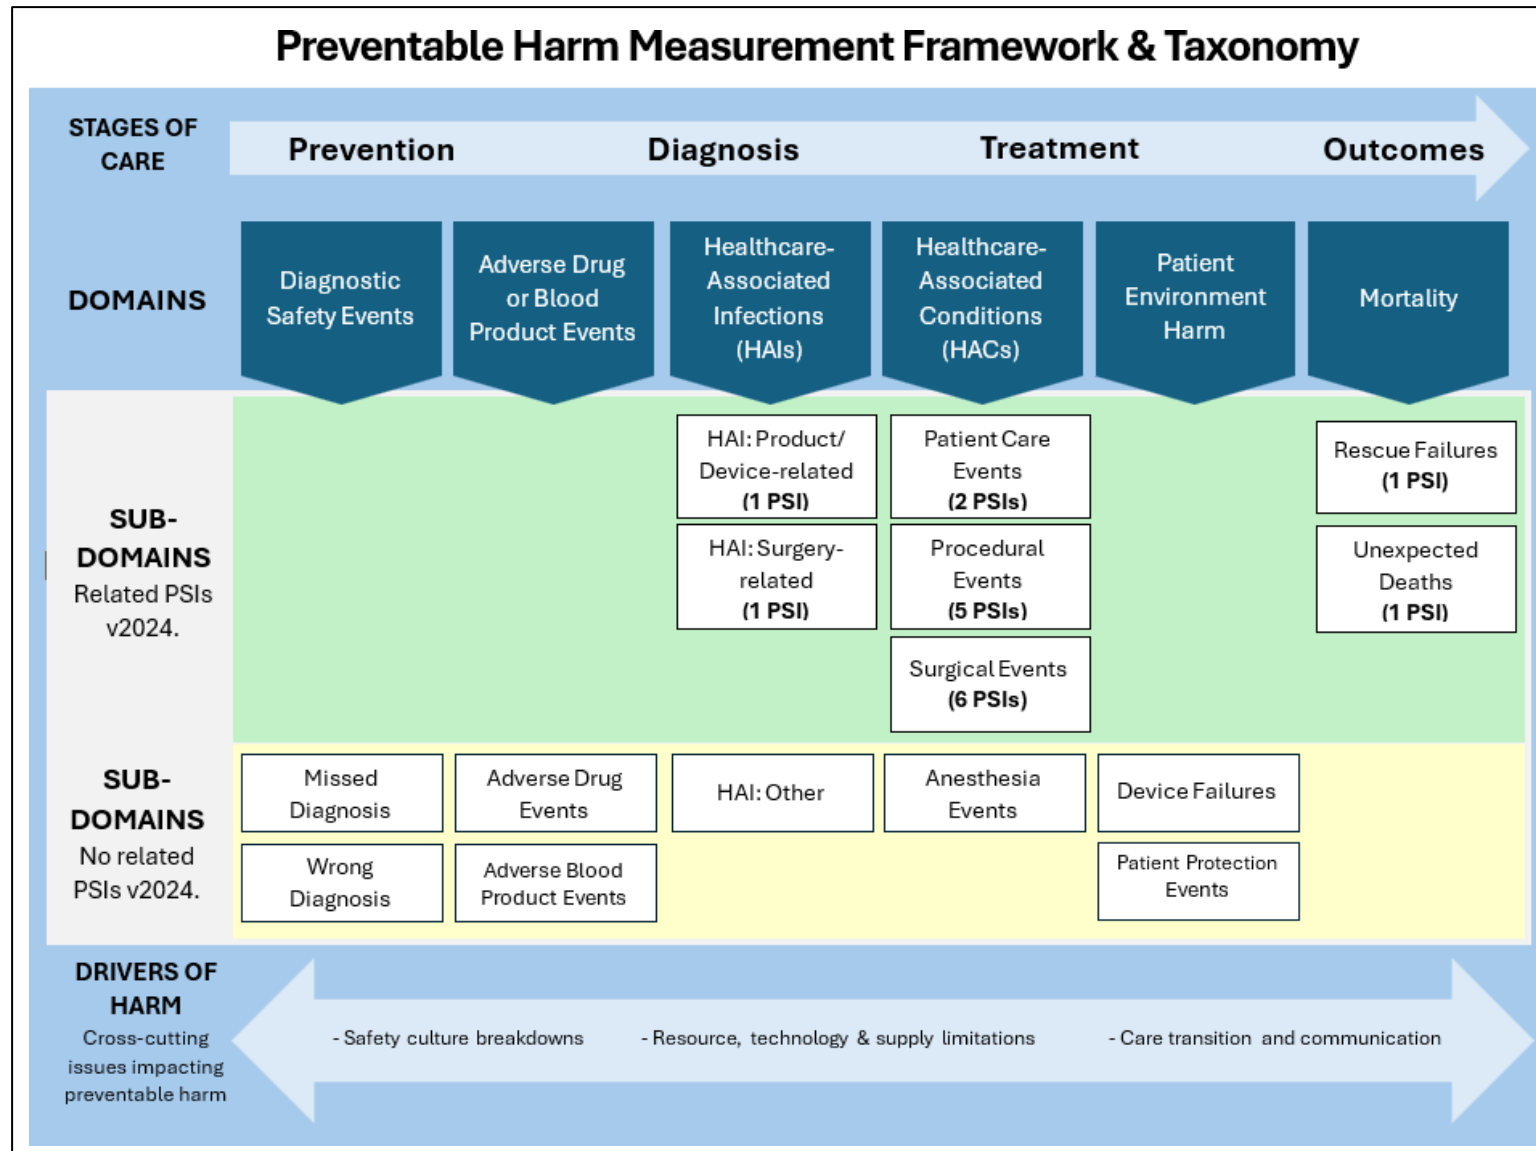 Preventable Harm Measurement Framework & Taxonomy
STAGES OF
CARE
Prevention
Diagnosis
Treatment
Outcomes
DOMAINS
Diagnostic
Safety Events
Adverse Drug
or Blood
Product Events
Healthcare-
Associated
Infections
(HAIs)
Healthcare-
Associated
Conditions
(HACs)
Patient
Environment
Harm
Mortality
SUB-
DOMAINS
Related PSIs
v2024.
HAI: Product/
Device-related
(1 PSI)
HAI: Surgery-
related
(1 PSI)
Patient Care
Events
(2 PSIs)
Procedural
Events
(5 PSIs)
Surgical Events
(6 PSIs)
Rescue Failures
(1 PSI)
Unexpected
Deaths
(1 PSI)
SUB-
DOMAINS
No related
PSIs v2024.
Missed
Diagnosis
Wrong
Diagnosis
Adverse Drug
Events
Adverse Blood
Product Events
HAI: Other
Anesthesia
Events
Device Failures
Patient Protection
Events
DRIVERS OF
HARM
Cross-cutting
issues impacting
preventable harm
- Safety culture breakdowns
- Resource, technology & supply limitations
- Care transition and communication